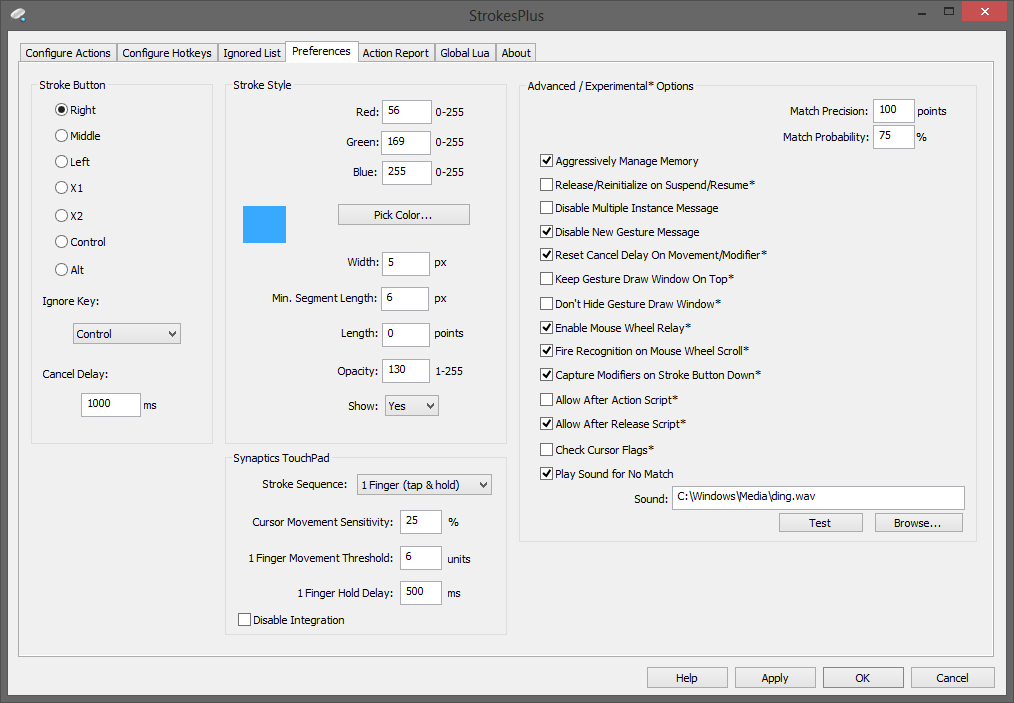 StrokesPlus
Configure Actions Configure Hotkeys Ignored List Preferences Action Report Global Lua About
Stroke Button
Right
Middle
Left
X1
X2
Control
Alt
Ignore Key:
Control
Cancel Delay:
1000 ms
Stroke Style
Red: 56 0-255
Green: 169 0-255
Blue: 255 0-255
Pick Color...
Width: 5 px
Min. Segment Length: 6 px
Length: 0 points
Opacity: 130 1-255
Show: Yes
Synaptics TouchPad
Stroke Sequence: 1 Finger (tap & hold)
Cursor Movement Sensitivity: 25 %
1 Finger Movement Threshold: 6 units
1 Finger Hold Delay: 500 ms
Disable Integration
Advanced / Experimental* Options
Match Precision: 100 points
Match Probability: 75 %
Aggressively Manage Memory
Release/Reinitialize on Suspend/Resume*
Disable Multiple Instance Message
Disable New Gesture Message
Reset Cancel Delay On Movement/Modifier*
Keep Gesture Draw Window On Top*
Don't Hide Gesture Draw Window*
Enable Mouse Wheel Relay*
Fire Recognition on Mouse Wheel Scroll*
Capture Modifiers on Stroke Button Down*
Allow After Action Script*
Allow After Release Script*
Check Cursor Flags*
Play Sound for No Match
Sound: C:\Windows\Media\ding.wav
Test Browse...
Help Apply OK Cancel